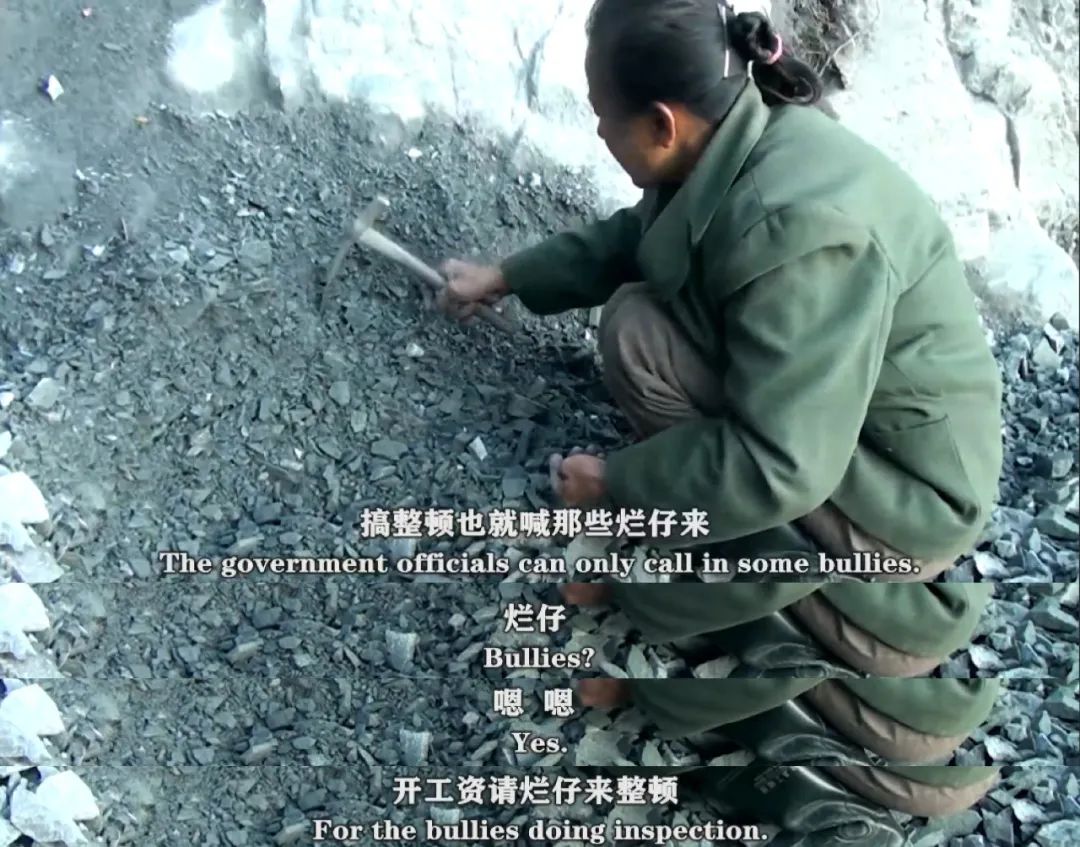 搞整顿也就喊那些烂仔来
The government officials can only call in some bullies.
烂仔
Bullies?
嗯 嗯
Yes.
开工资请烂仔来整顿
For the bullies doing inspection.